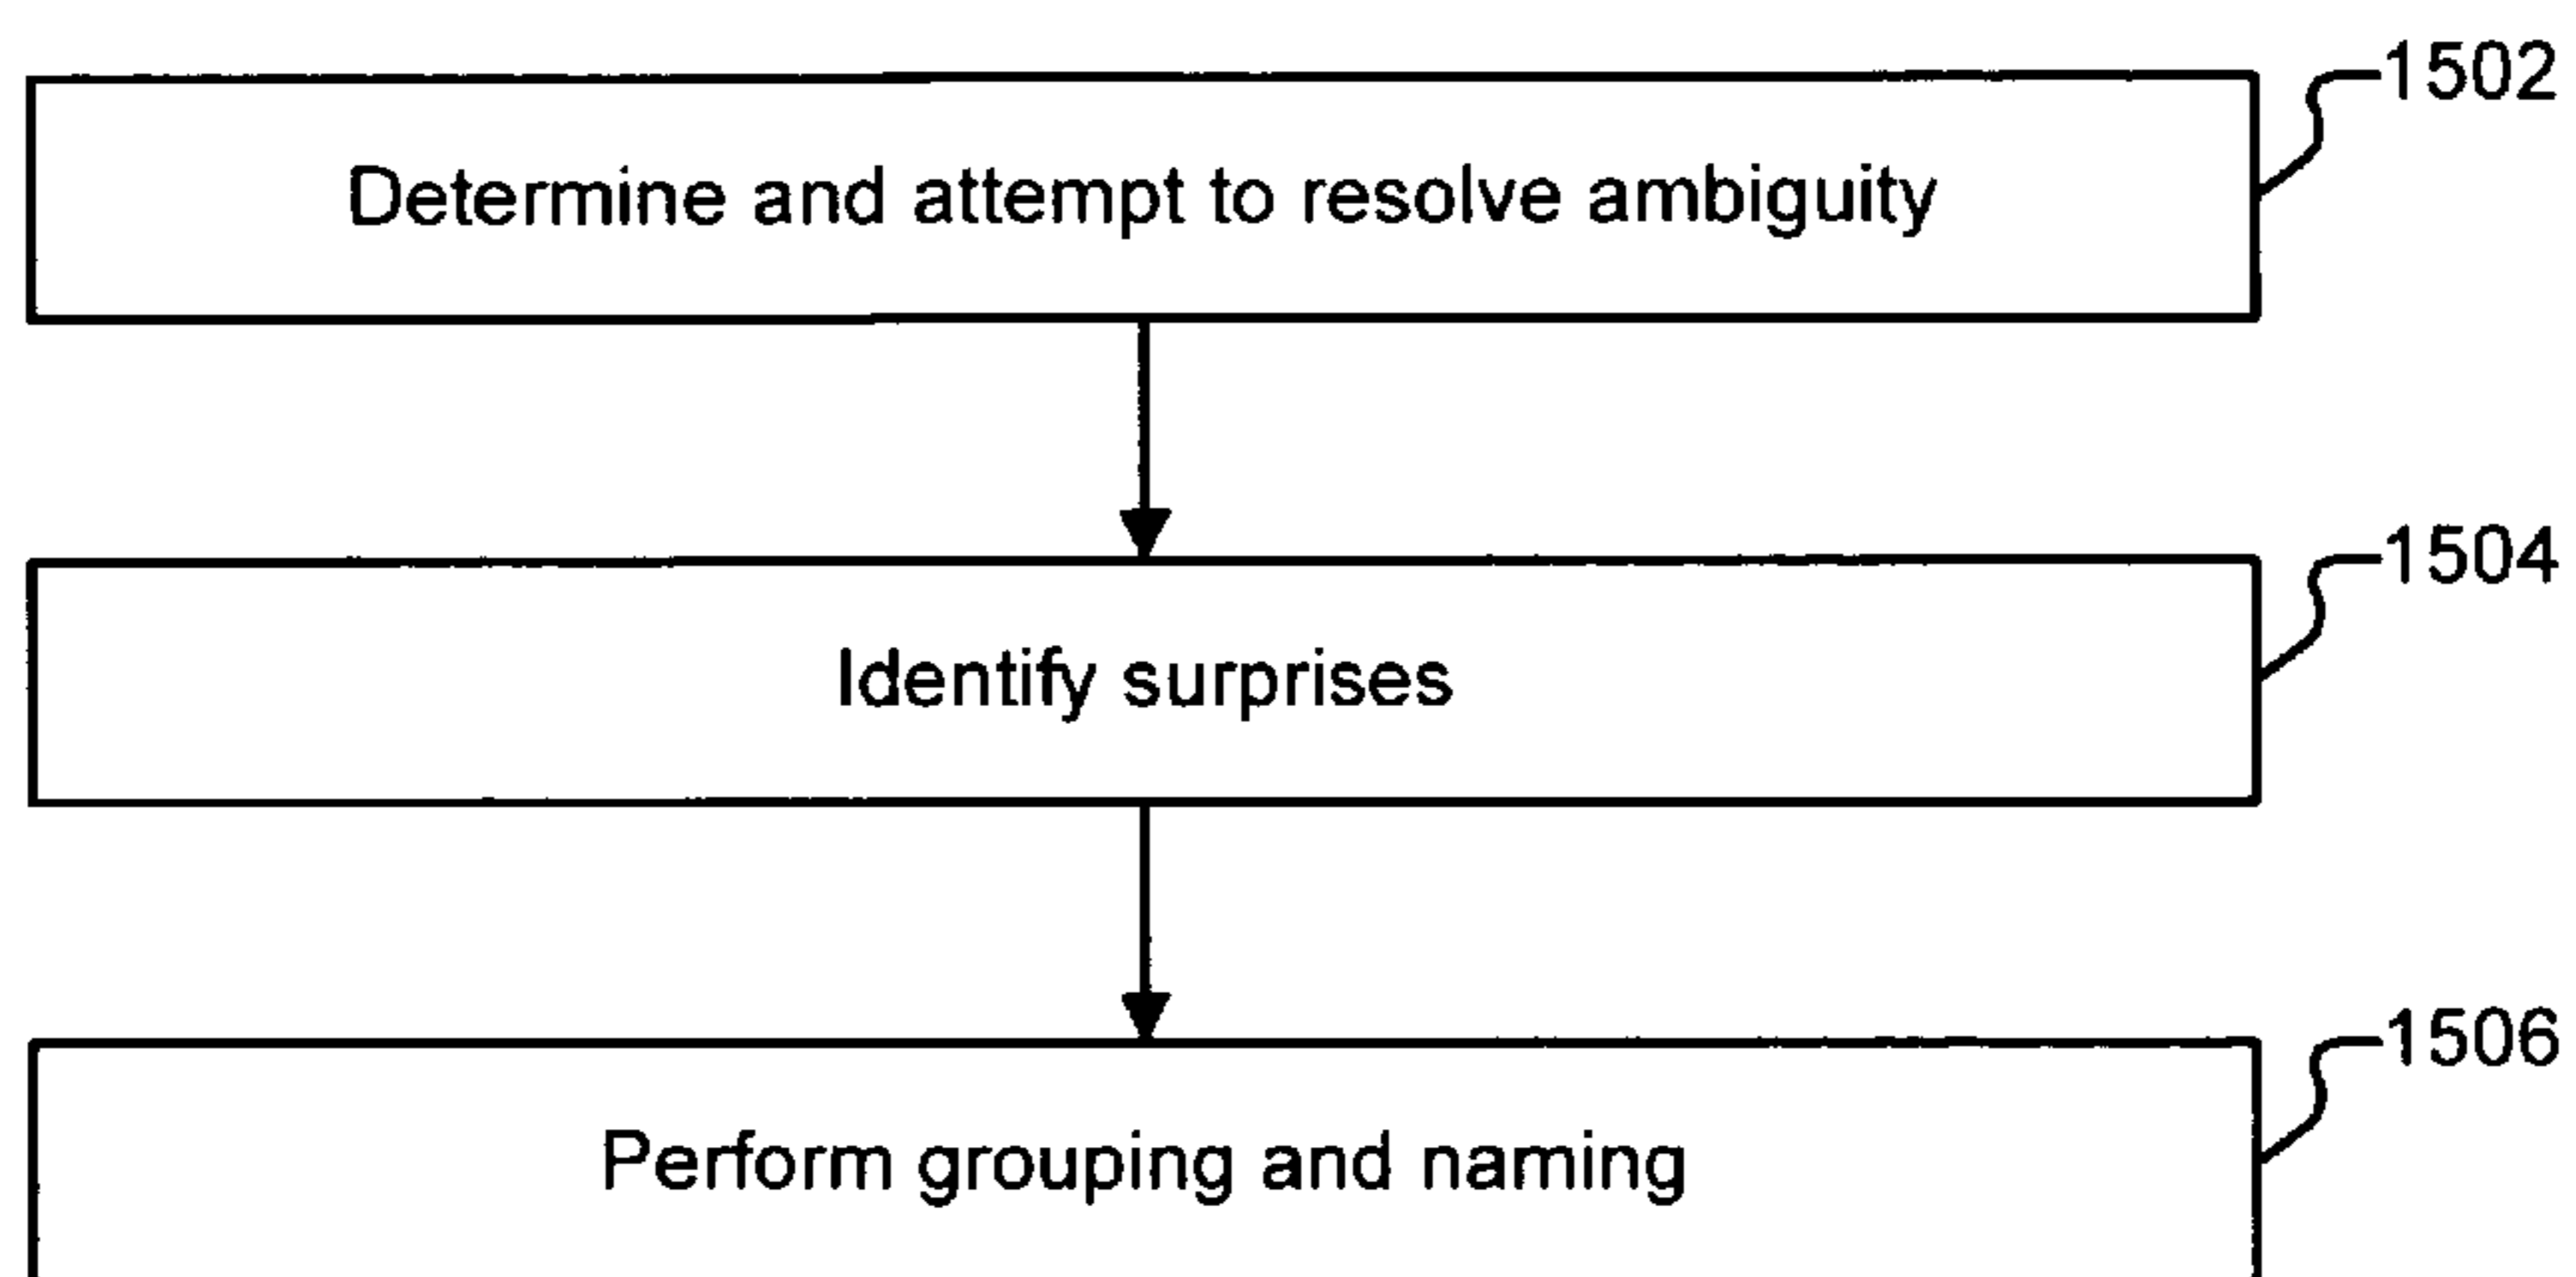 1502
Determine and attempt to resolve ambiguity
1504
Identify surprises
1506
Perform grouping and naming